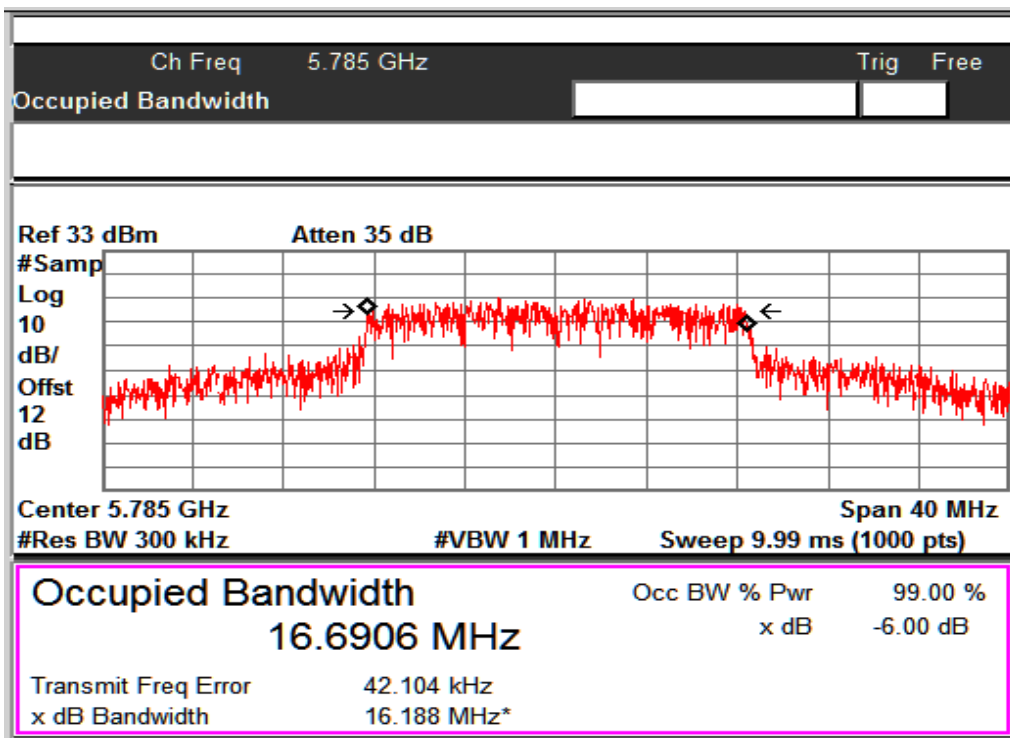 Ch Freq 5.785 GHz Trig Free
Occupied Bandwidth
Ref 33 dBm Atten 35 dB
#Samp
Log
10
dB/
Offst
12
dB
Center 5.785 GHz Span 40 MHz
#Res BW 300 kHz #VBW 1 MHz Sweep 9.99 ms (1000 pts)
Occupied Bandwidth Occ BW % Pwr 99.00 %
16.6906 MHz x dB -6.00 dB
Transmit Freq Error 42.104 kHz
x dB Bandwidth 16.188 MHz*